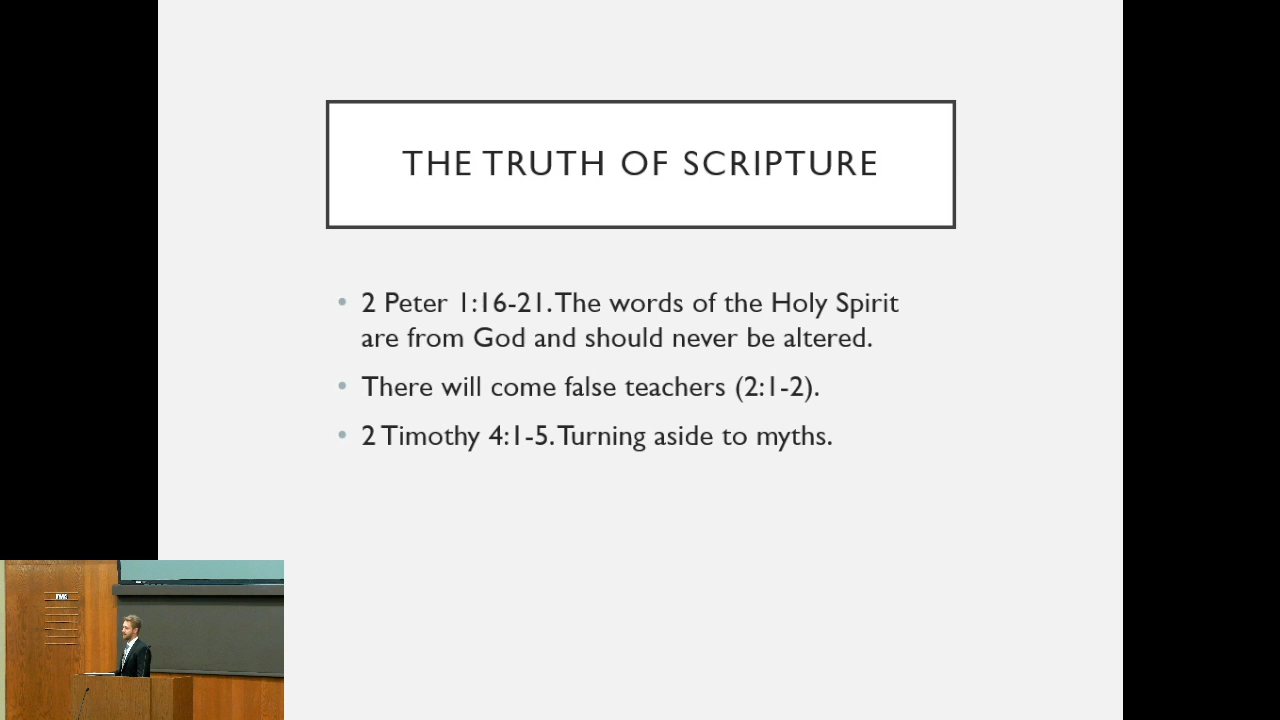 THE TRUTH OF SCRIPTURE
• 2 Peter 1:16-21. The words of the Holy Spirit
are from God and should never be altered.
• There will come false teachers (2:1-2).
• 2 Timothy 4:1-5. Turning aside to myths.